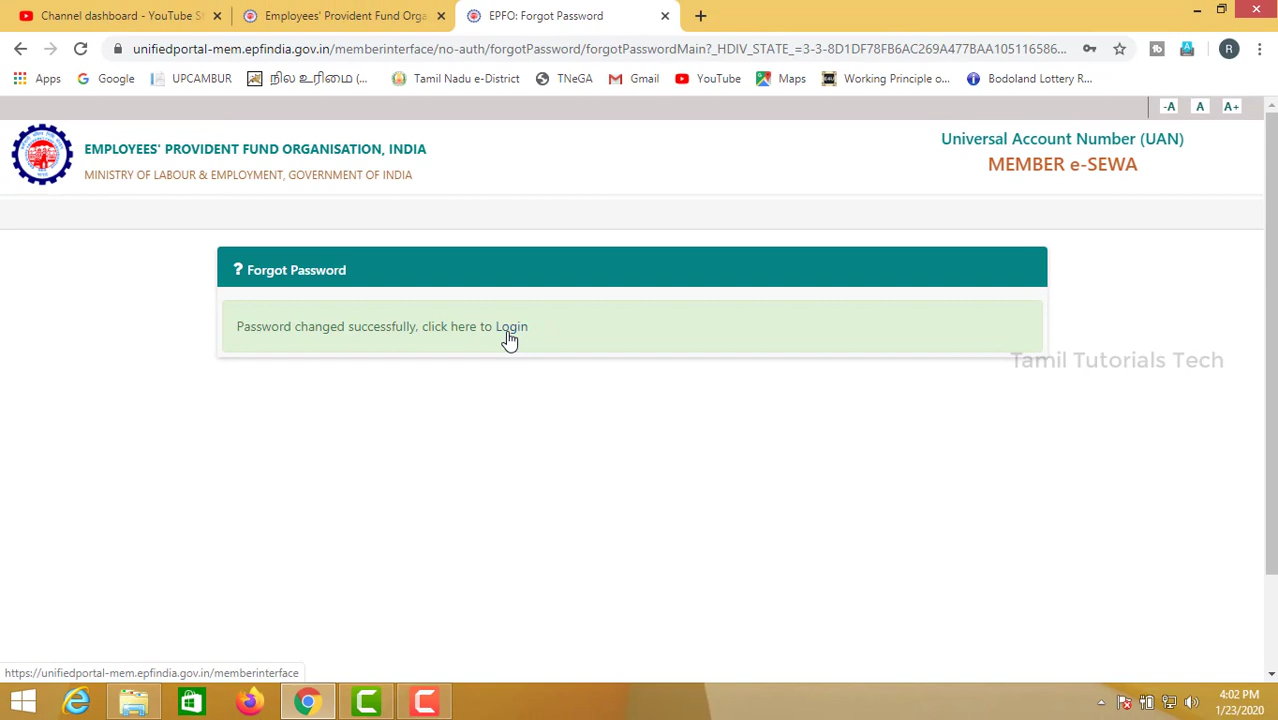 Channel dashboard - YouTube St
Employees' Provident Fund Orga
EPFO: Forgot Password
unifiedportal-mem.epfindia.gov.in/memberinterface/no-auth/forgotPassword/forgotPasswordMain?_HDIV_STATE_=3-3-8D1DF78FB6AC269A477BAA105116586...
R
Apps
Google
UPCAMBUR
நில உரிமை (...
Tamil Nadu e-District
TNeGA
Gmail
YouTube
Maps
Working Principle o...
Bodoland Lottery R...
-A A A+
EMPLOYEES' PROVIDENT FUND ORGANISATION, INDIA
MINISTRY OF LABOUR & EMPLOYMENT, GOVERNMENT OF INDIA
Universal Account Number (UAN)
MEMBER e-SEWA
? Forgot Password
Password changed successfully, click here to Login
Tamil Tutorials Tech
https://unifiedportal-mem.epfindia.gov.in/memberinterface
4:02 PM
1/23/2020